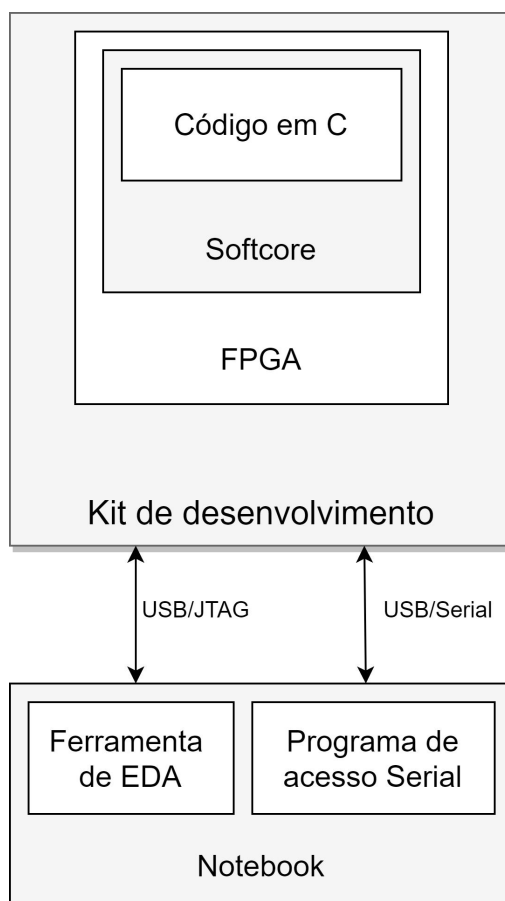 Código em C
Softcore
FPGA
Kit de desenvolvimento
USB/JTAG
USB/Serial
Ferramenta
de EDA
Programa de
acesso Serial
Notebook